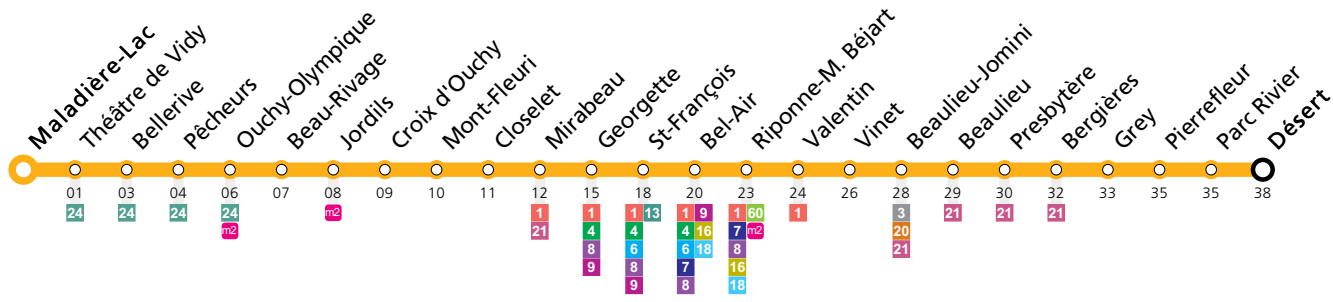 Maladière-Lac
Théâtre de Vidy
Bellerive
Pêcheurs
Ouchy-Olympique
Beau-Rivage
Jordils
Croix d'Ouchy
Mont-Fleuri
Closelet
Mirabeau
Georgette
St-François
Bel-Air
Riponne-M. Béjart
Valentin
Vinet
Beaulieu-Jomini
Beaulieu
Presbytère
Bergières
Grey
Pierrefleur
Parc Rivier
Désert
01 03 04 06 07 08 09 10 11 12 15 18 20 23 24 26 28 29 30 32 33 35 35 38
24 24 24 24 m2 1 1 1 13 1 9 1 60 1 3 21 21 21
m2 21 4 4 4 16 7 m2 20
8 6 6 18 8 21
9 8 7 16
9 8 18